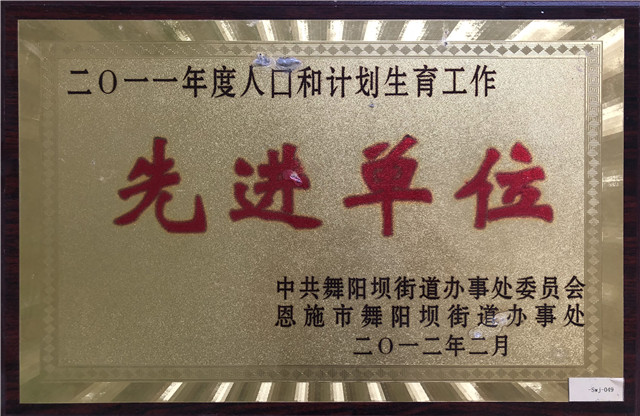 二〇一一年度人口和计划生育工作
先进单位
中共舞阳坝街道办事处委员会
恩施市舞阳坝街道办事处
二〇一二年二月
-Swj-049